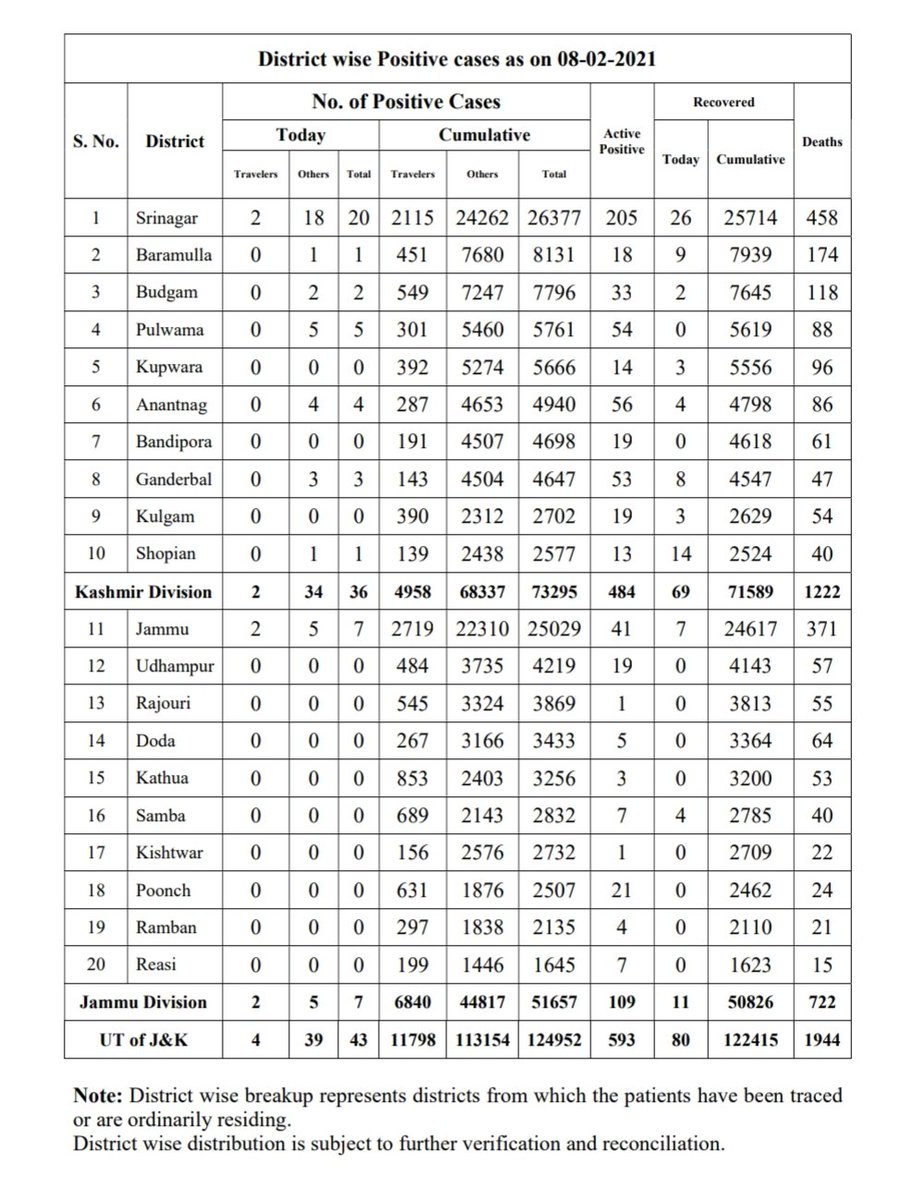 District wise Positive cases as on 08-02-2021
S. No. District No. of Positive Cases Active Positive Recovered Deaths
Today Cumulative Today Cumulative
Travelers Others Total Travelers Others Total
1 Srinagar 2 18 20 2115 24262 26377 205 26 25714 458
2 Baramulla 0 1 1 451 7680 8131 18 9 7939 174
3 Budgam 0 2 2 549 7247 7796 33 2 7645 118
4 Pulwama 0 5 5 301 5460 5761 54 0 5619 88
5 Kupwara 0 0 0 392 5274 5666 14 3 5556 96
6 Anantnag 0 4 4 287 4653 4940 56 4 4798 86
7 Bandipora 0 0 0 191 4507 4698 19 0 4618 61
8 Ganderbal 0 3 3 143 4504 4647 53 8 4547 47
9 Kulgam 0 0 0 390 2312 2702 19 3 2629 54
10 Shopian 0 1 1 139 2438 2577 13 14 2524 40
Kashmir Division 2 34 36 4958 68337 73295 484 69 71589 1222
11 Jammu 2 5 7 2719 22310 25029 41 7 24617 371
12 Udhampur 0 0 0 484 3735 4219 19 0 4143 57
13 Rajouri 0 0 0 545 3324 3869 1 0 3813 55
14 Doda 0 0 0 267 3166 3433 5 0 3364 64
15 Kathua 0 0 0 853 2403 3256 3 0 3200 53
16 Samba 0 0 0 689 2143 2832 7 4 2785 40
17 Kishtwar 0 0 0 156 2576 2732 1 0 2709 22
18 Poonch 0 0 0 631 1876 2507 21 0 2462 24
19 Ramban 0 0 0 297 1838 2135 4 0 2110 21
20 Reasi 0 0 0 199 1446 1645 7 0 1623 15
Jammu Division 2 5 7 6840 44817 51657 109 11 50826 722
UT of J&K 4 39 43 11798 113154 124952 593 80 122415 1944
Note: District wise breakup represents districts from which the patients have been traced
or are ordinarily residing.
District wise distribution is subject to further verification and reconciliation.